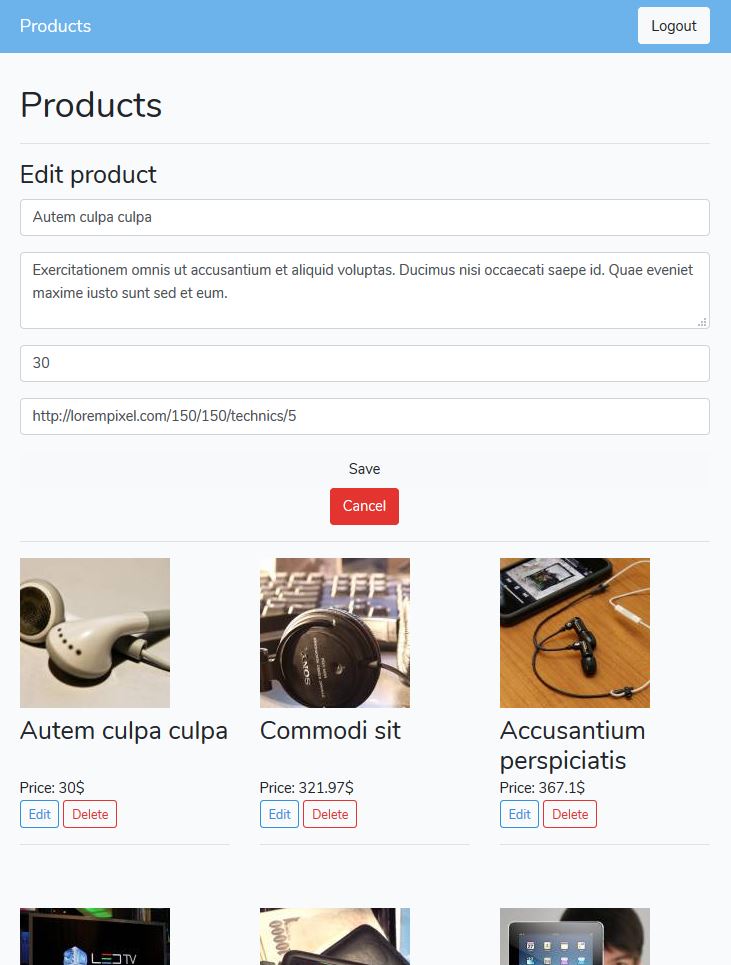 Products
Logout
Products
Edit product
Autem culpa culpa
Exercitationem omnis ut accusantium et aliquid voluptas. Ducimus nisi occaecati saepe id. Quae eveniet
maxime iusto sunt sed et eum.
30
http://lorempixel.com/150/150/technics/5
Save
Cancel
SONY
Autem culpa culpa
Commodi sit
Accusantium
perspiciatis
Price: 30$
Price: 321.97$
Price: 367.1$
Edit
Delete
Edit
Delete
Edit
Delete
LEDTV